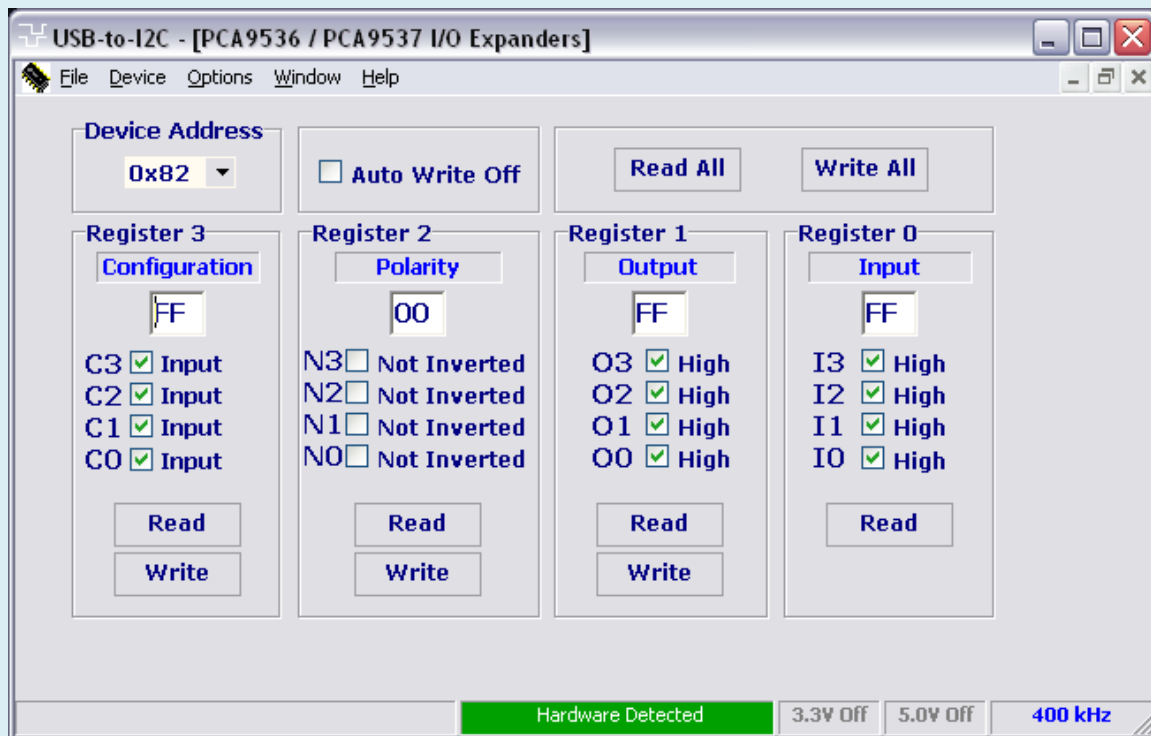 USB-to-I2C - [PCA9536 / PCA9537 I/O Expanders]
File Device Options Window Help
Device Address
0x82
Auto Write Off
Read All Write All
Register 3 Register 2 Register 1 Register 0
Configuration Polarity Output Input
FF 00 FF FF
C3 Input N3 Not Inverted O3 High I3 High
C2 Input N2 Not Inverted O2 High I2 High
C1 Input N1 Not Inverted O1 High I1 High
C0 Input N0 Not Inverted O0 High I0 High
Read Read Read Read
Write Write Write
Hardware Detected 3.3V Off 5.0V Off 400 kHz